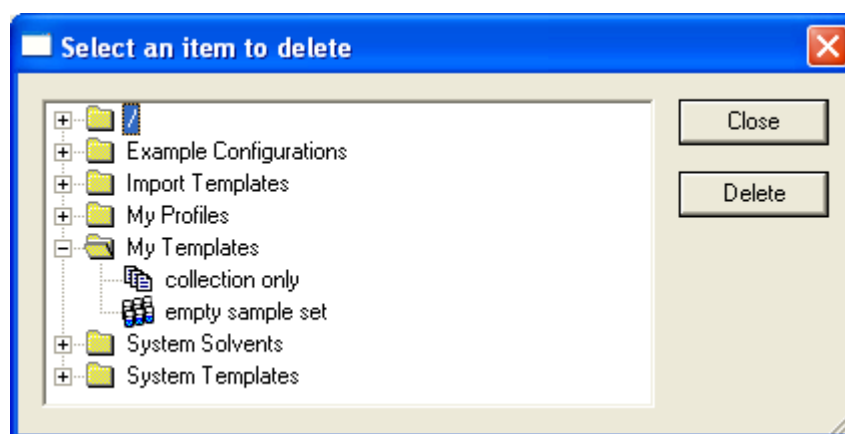 Select an item to delete
/
Close
Example Configurations
Import Templates
Delete
My Profiles
My Templates
collection only
empty sample set
System Solvents
System Templates